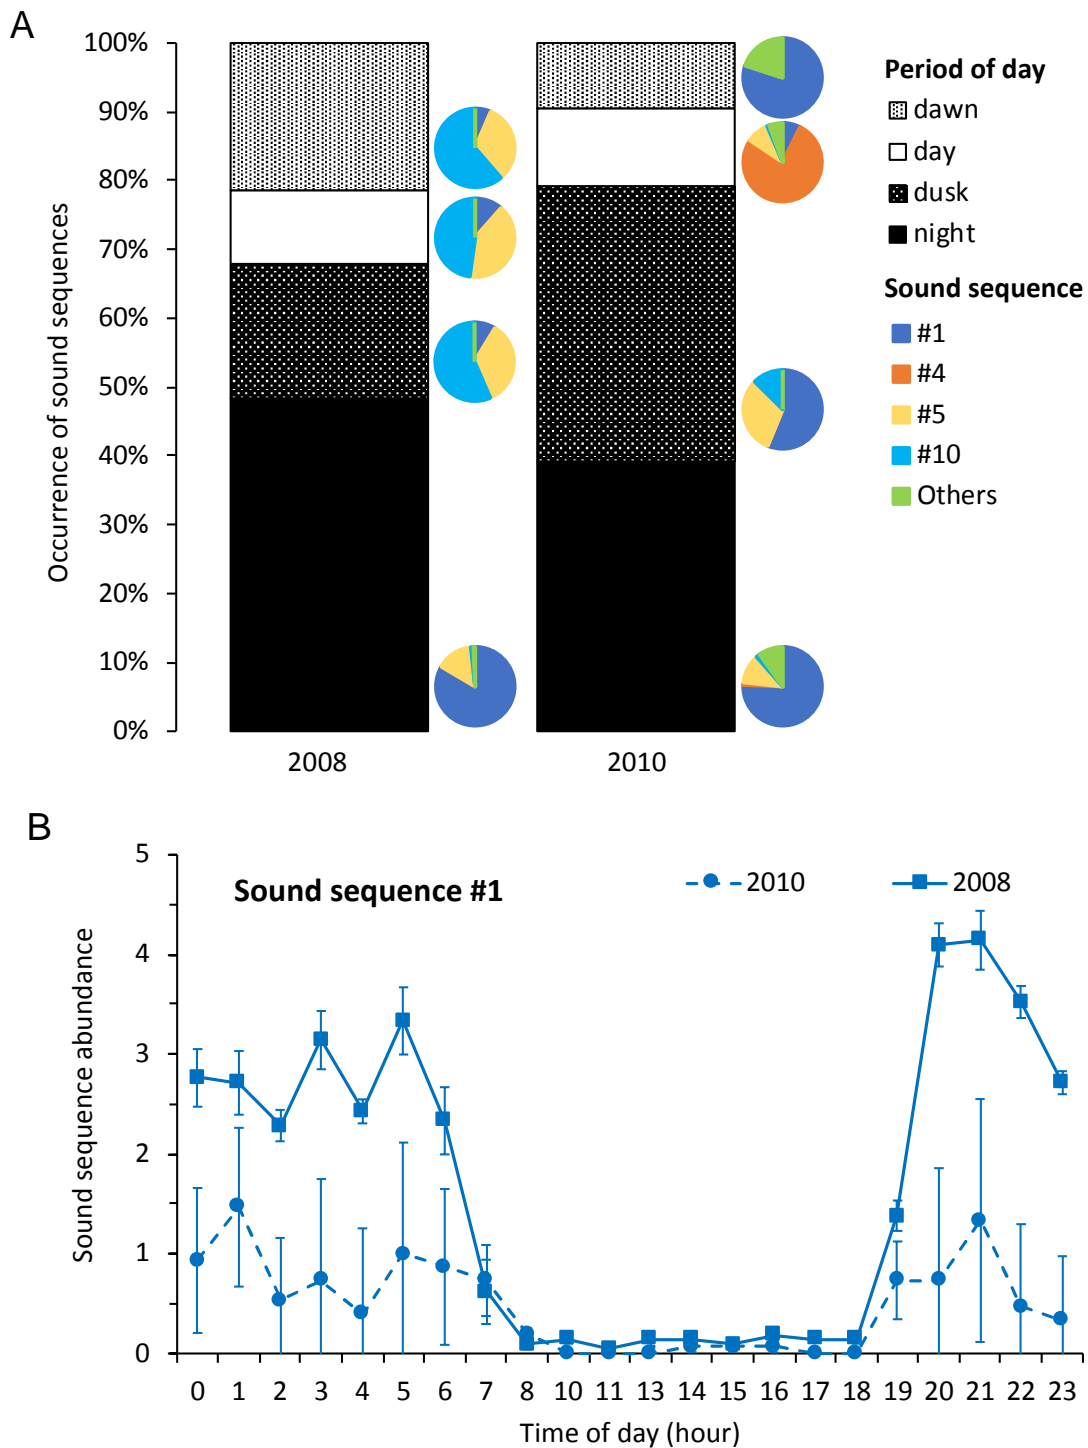 A
Occurrence of sound sequences
100%
90%
80%
70%
60%
50%
40%
30%
20%
10%
0%
2008
2010
Period of day
dawn
day
dusk
night
Sound sequence
#1
#4
#5
#10
Others
B
Sound sequence #1
2010
2008
Sound sequence abundance
5
4
3
2
1
0
0 1 2 3 4 5 6 7 8 10 11 13 14 15 16 17 18 19 20 21 22 23
Time of day (hour)